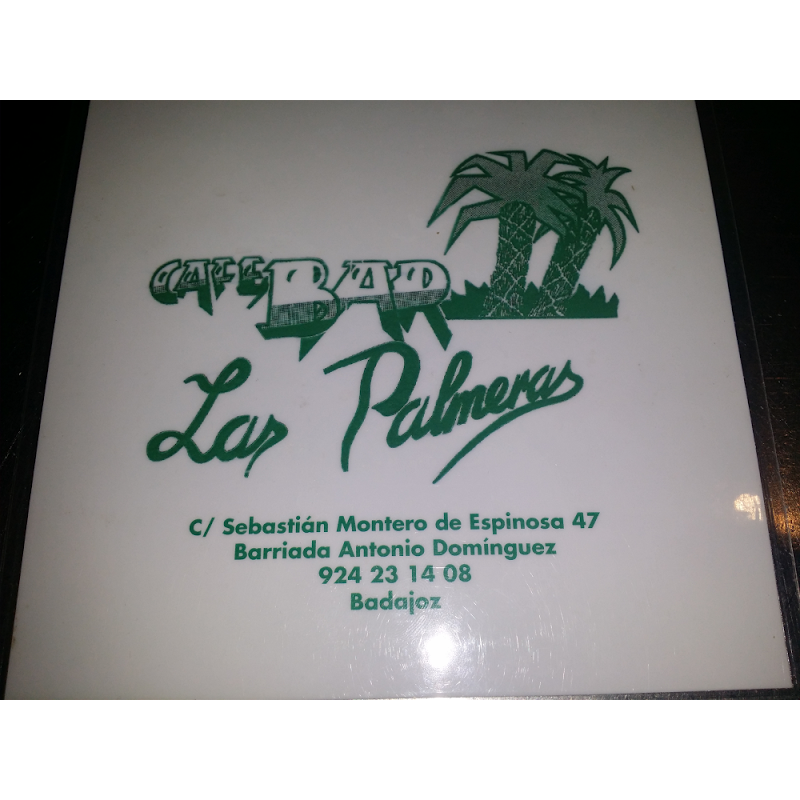 CAFE BAR
Las Palmeras
C/ Sebastián Montero de Espinosa 47
Barriada Antonio Domínguez
924 23 14 08
Badajoz